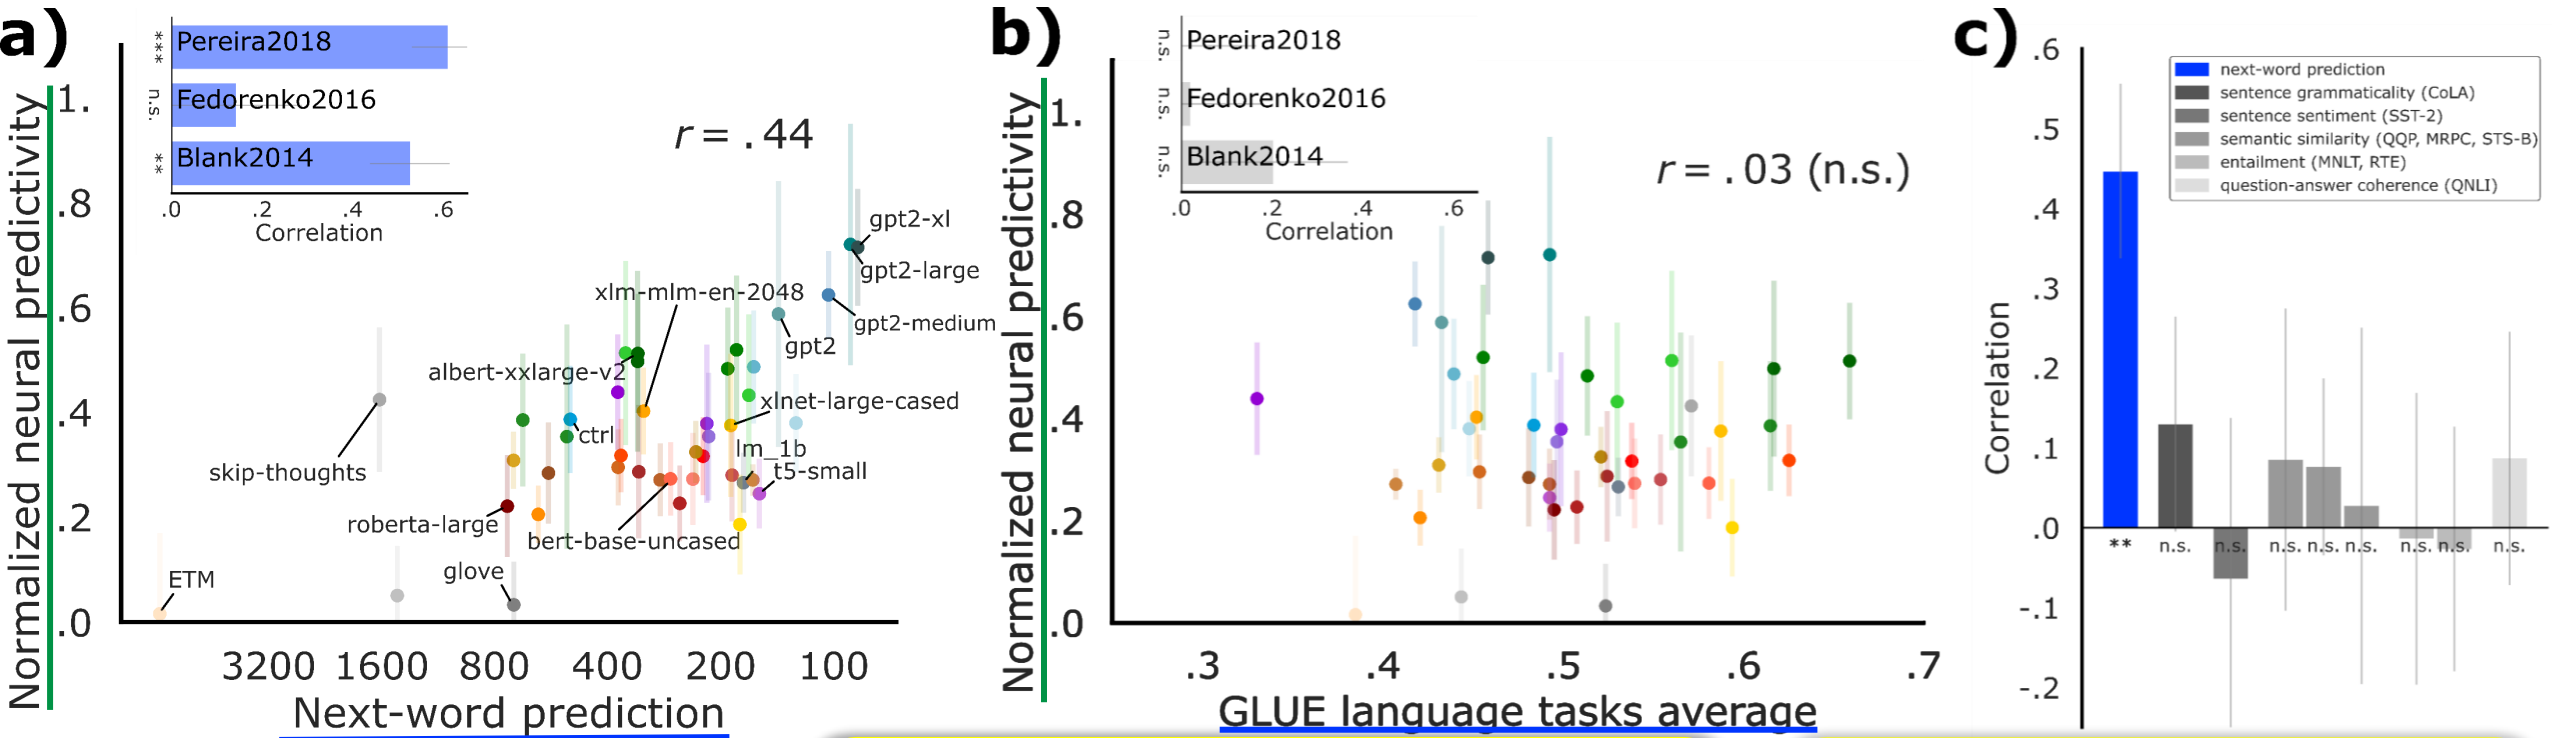 a)
Normalized neural predictivity
1.
.8
.6
.4
.2
.0
*** Pereira2018
n.s. Fedorenko2016
** Blank2014
.0 .2 .4 .6
Correlation
r = .44
gpt2-xl
gpt2-large
xlm-mlm-en-2048
gpt2-medium
gpt2
albert-xxlarge-v2
xlnet-large-cased
ctrl
lm_1b
skip-thoughts
t5-small
roberta-large
bert-base-uncased
glove
ETM
3200 1600 800 400 200 100
Next-word prediction
b)
Normalized neural predictivity
1.
.8
.6
.4
.2
.0
n.s. Pereira2018
n.s. Fedorenko2016
n.s. Blank2014
.0 .2 .4 .6
Correlation
r = .03 (n.s.)
.3 .4 .5 .6 .7
GLUE language tasks average
c)
Correlation
.6
.5
.4
.3
.2
.1
.0
-.1
-.2
next-word prediction
sentence grammaticality (CoLA)
sentence sentiment (SST-2)
semantic similarity (QQP, MRPC, STS-B)
entailment (MNLT, RTE)
question-answer coherence (QNLI)
** n.s. n.s. n.s. n.s. n.s. n.s. n.s. n.s.